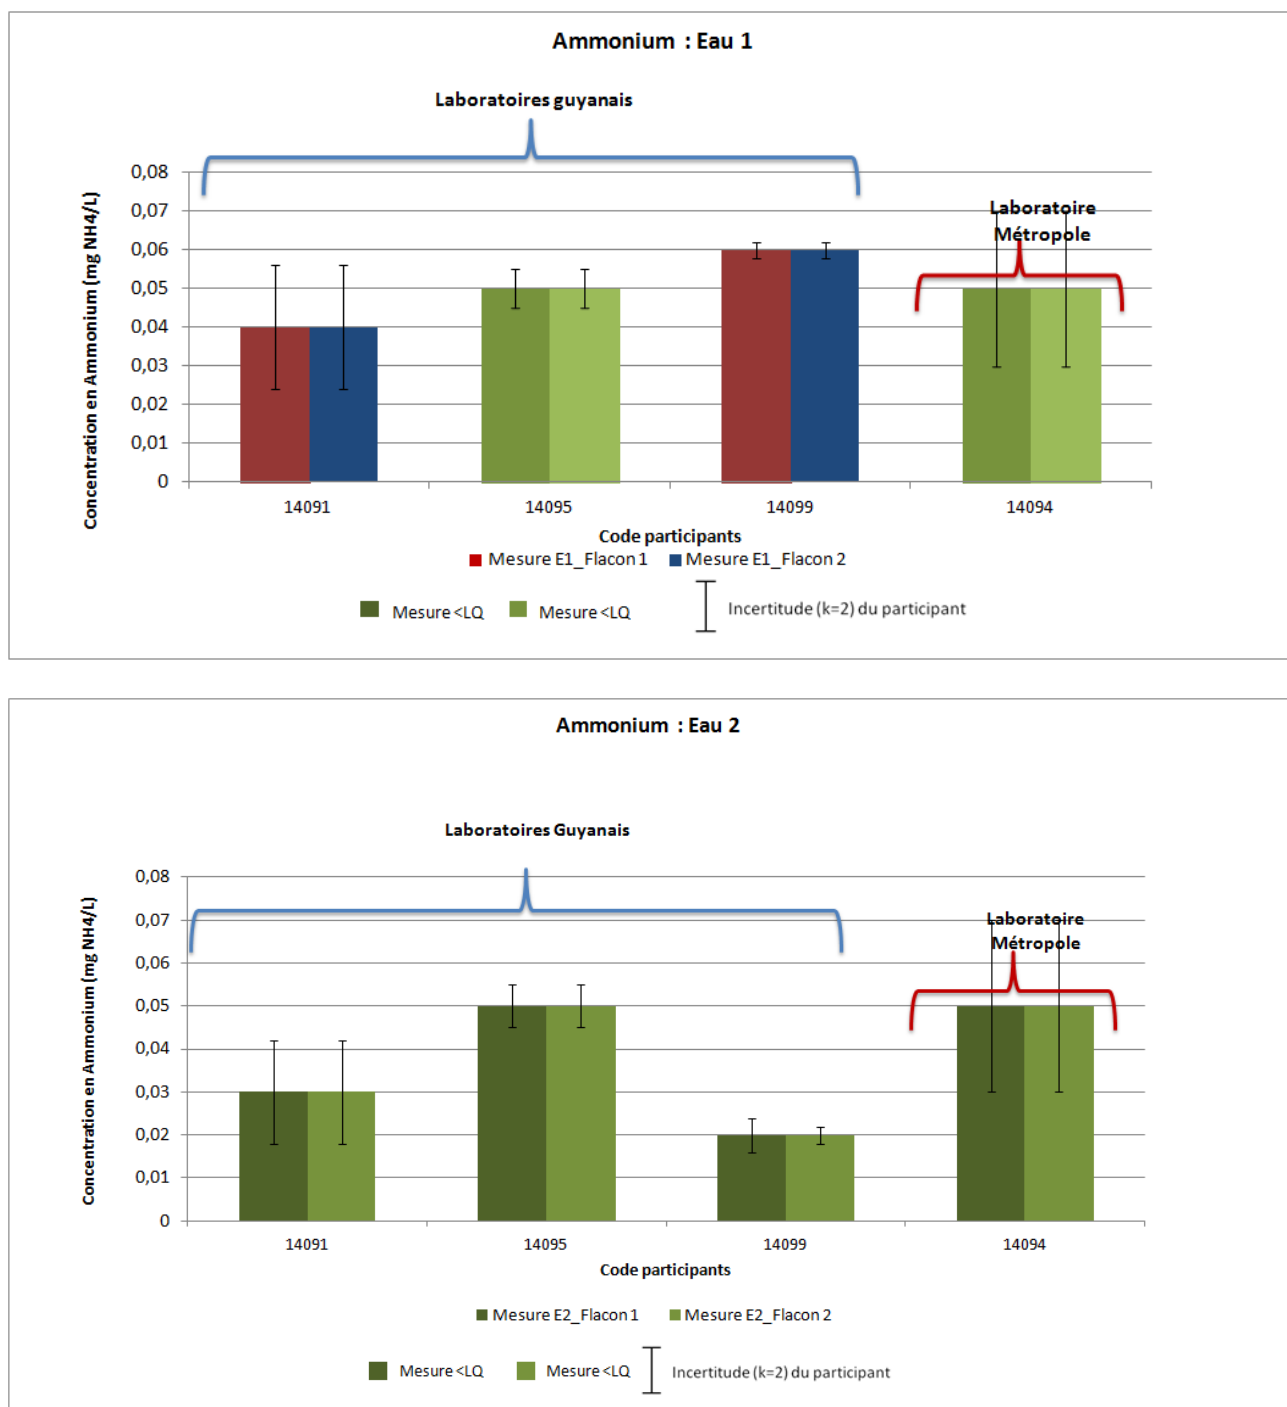 Ammonium : Eau 1
Laboratoires guyanais
Laboratoire
Métropole
Concentration en Ammonium (mg NH4/L)
0,08
0,07
0,06
0,05
0,04
0,03
0,02
0,01
0
14091 14095 14099 14094
Code participants
Mesure E1_Flacon 1 Mesure E1_Flacon 2
Mesure <LQ Mesure <LQ Incertitude (k=2) du participant
Ammonium : Eau 2
Laboratoires Guyanais
Laboratoire
Métropole
Concentration en Ammonium (mg NH4/L)
0,08
0,07
0,06
0,05
0,04
0,03
0,02
0,01
0
14091 14095 14099 14094
Code participants
Mesure E2_Flacon 1 Mesure E2_Flacon 2
Mesure <LQ Mesure <LQ Incertitude (k=2) du participant